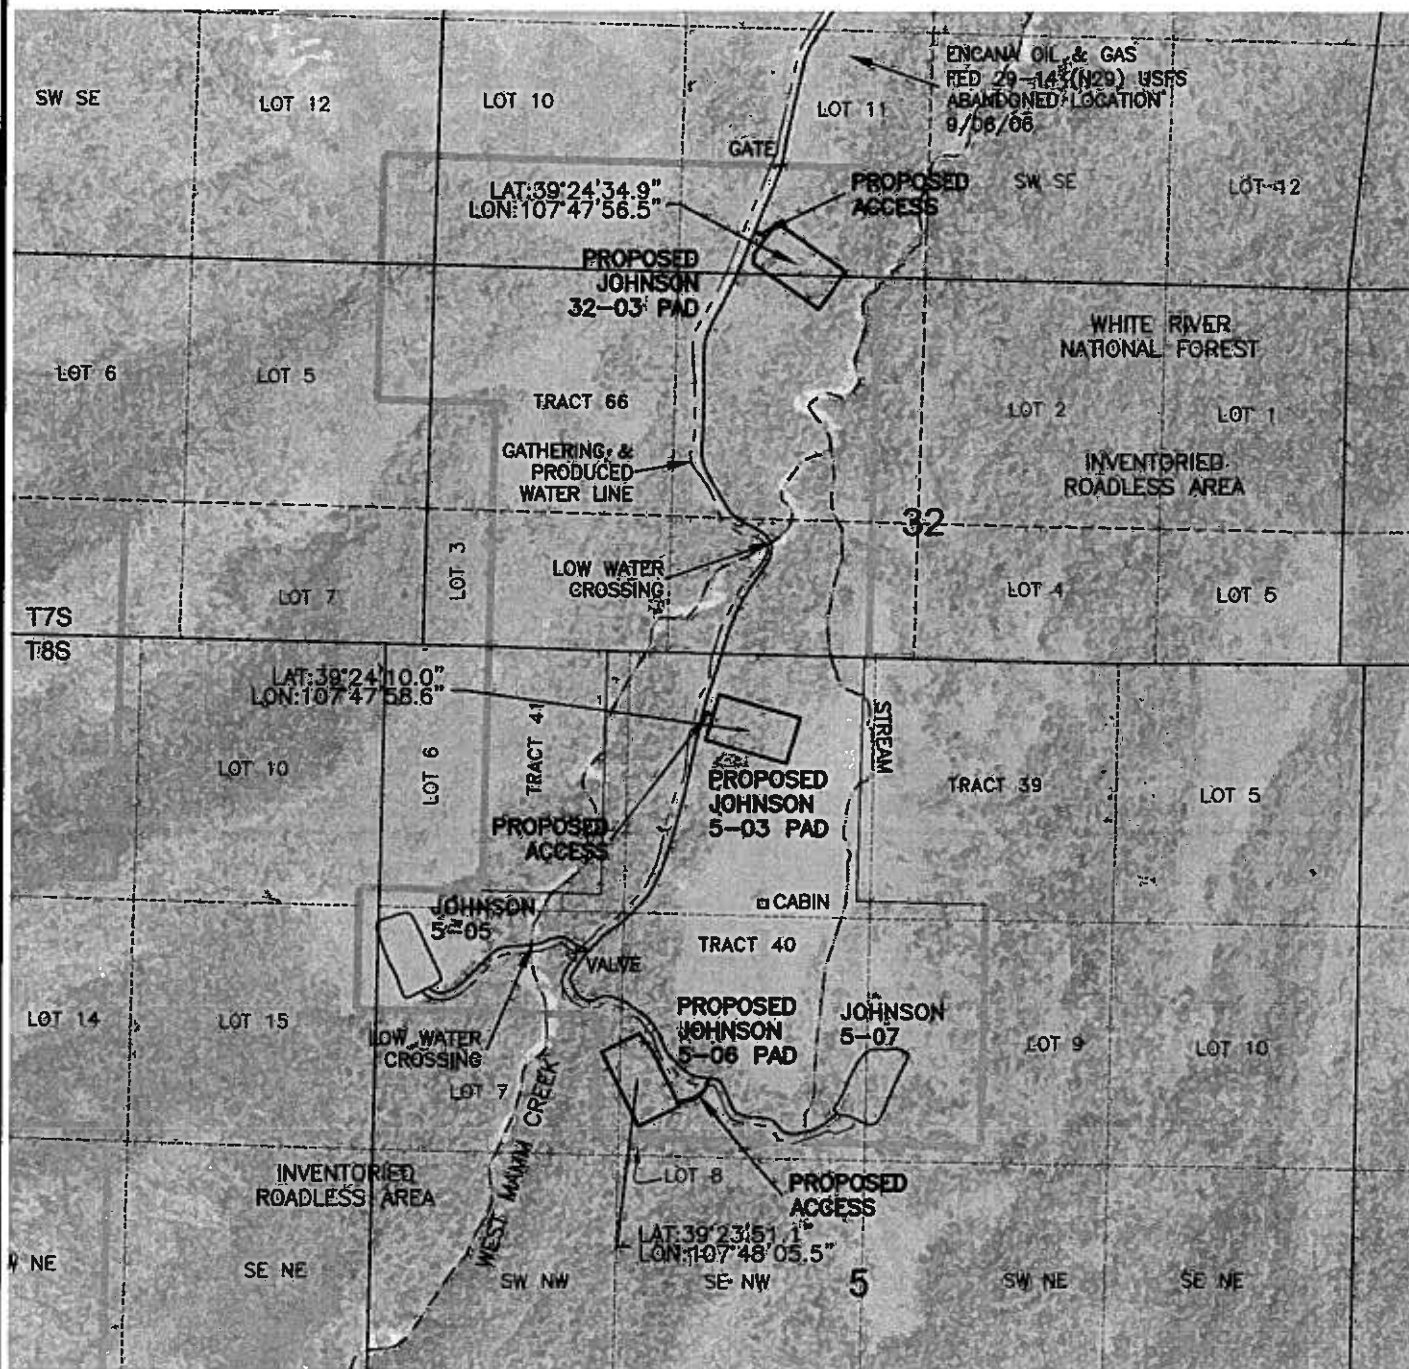 ENCANA OIL & GAS
FED 29-14 (N29) USFS
ABANDONED LOCATION
9/06/06
SW SE
LOT 12
LOT 10
LOT 11
GATE
LAT:39°24'34.9"
LON:107°47'56.5"
PROPOSED
ACCESS
SW SE
LOT 12
PROPOSED
JOHNSON
32-03 PAD
WHITE RIVER
NATIONAL FOREST
LOT 6
LOT 5
TRACT 66
LOT 2
LOT 1
GATHERING &
PRODUCED
WATER LINE
INVENTORIED
ROADLESS AREA
32
LOT 3
LOW WATER
CROSSING
LOT 7
LOT 4
LOT 5
T7S
T8S
LAT:39°24'10.0"
LON:107°47'58.6"
LOT 10
LOT 6
TRACT 41
STREAM
PROPOSED
JOHNSON
5-03 PAD
TRACT 39
LOT 5
PROPOSED
ACCESS
CABIN
JOHNSON
5-05
TRACT 40
VALVE
LOT 14
LOT 15
PROPOSED
JOHNSON
5-06 PAD
JOHNSON
5-07
LOW WATER
CROSSING
LOT 9
LOT 10
LOT 7
WEST MAMM CREEK
INVENTORIED
ROADLESS AREA
LOT 8
PROPOSED
ACCESS
LAT:39°23'51.1"
LON:107°48'05.5"
NE
SE NE
SW NW
SE NW
5
SW NE
SE NE